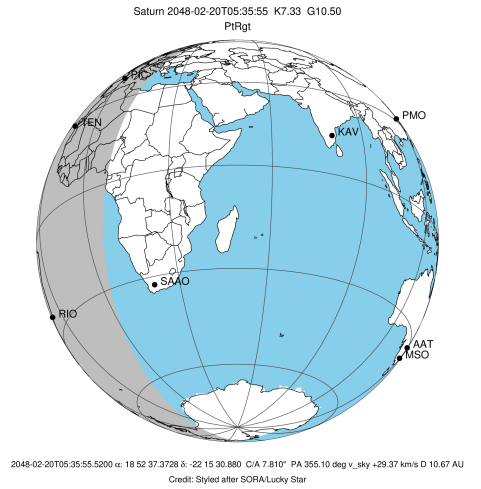 Saturn 2048-02-20T05:35:55 K7.33 G10.50
PtRgt
PIC
TEN
PMO
KAV
SAAO
RIO
AAT
MSO
2048-02-20T05:35:55.5200 α: 18 52 37.3728 δ: -22 15 30.880 C/A 7.810" PA 355.10 deg v_sky +29.37 km/s D 10.67 AU
Credit: Styled after SORA/Lucky Star